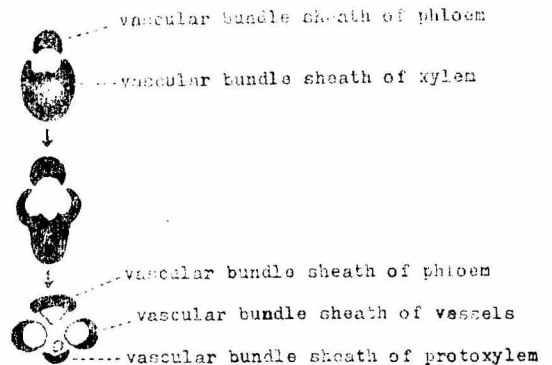 vascular bundle sheath of phloem
vascular bundle sheath of xylem
vascular bundle sheath of phloem
vascular bundle sheath of vessels
vascular bundle sheath of protoxylem